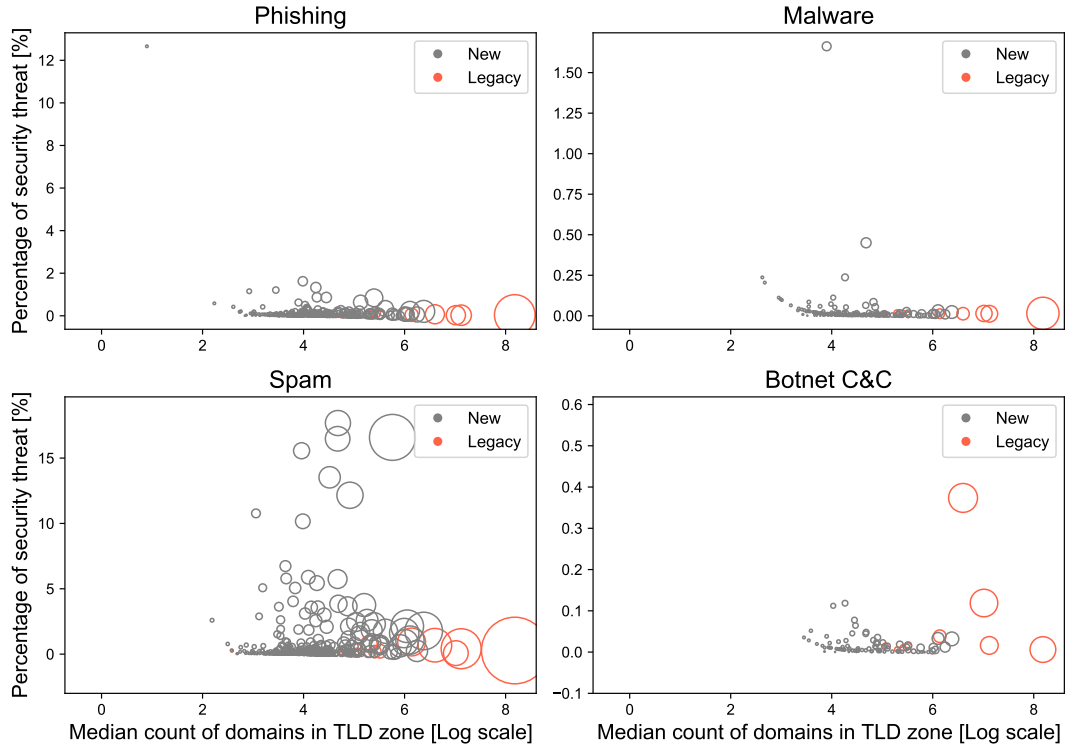 Phishing
Percentage of security threat [%]
12
10
8
6
4
2
0
0 2 4 6 8
New
Legacy
Malware
1.50
1.25
1.00
0.75
0.50
0.25
0.00
0 2 4 6 8
New
Legacy
Spam
Percentage of security threat [%]
15
10
5
0
0 2 4 6 8
Median count of domains in TLD zone [Log scale]
New
Legacy
Botnet C&C
0.6
0.5
0.4
0.3
0.2
0.1
0.0
−0.1
0 2 4 6 8
Median count of domains in TLD zone [Log scale]
New
Legacy